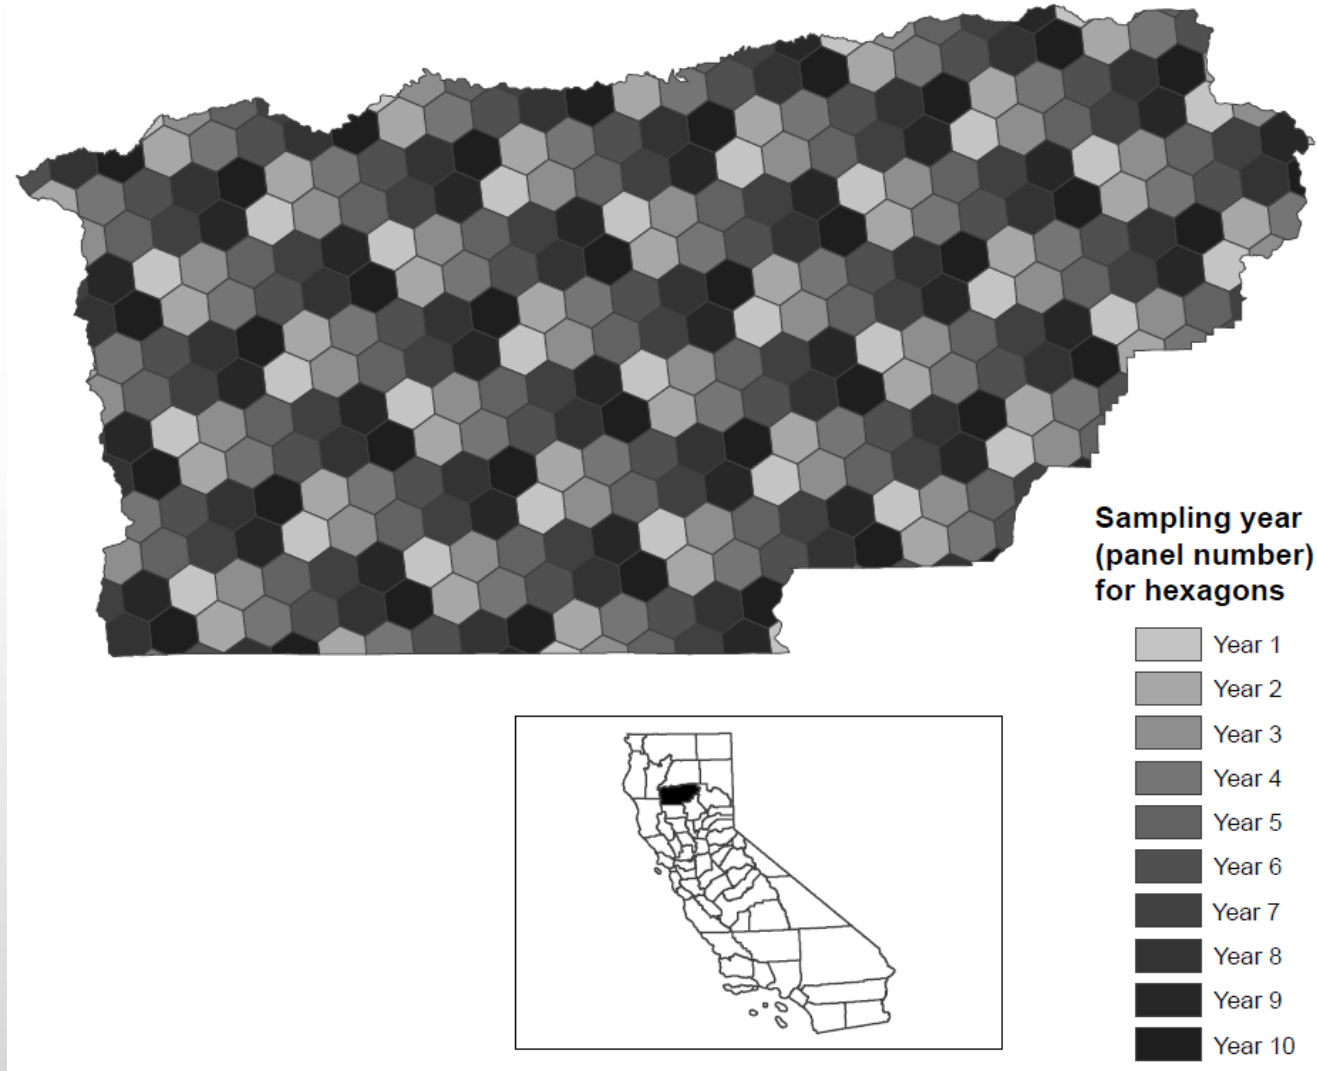 Sampling year
(panel number)
for hexagons
Year 1
Year 2
Year 3
Year 4
Year 5
Year 6
Year 7
Year 8
Year 9
Year 10